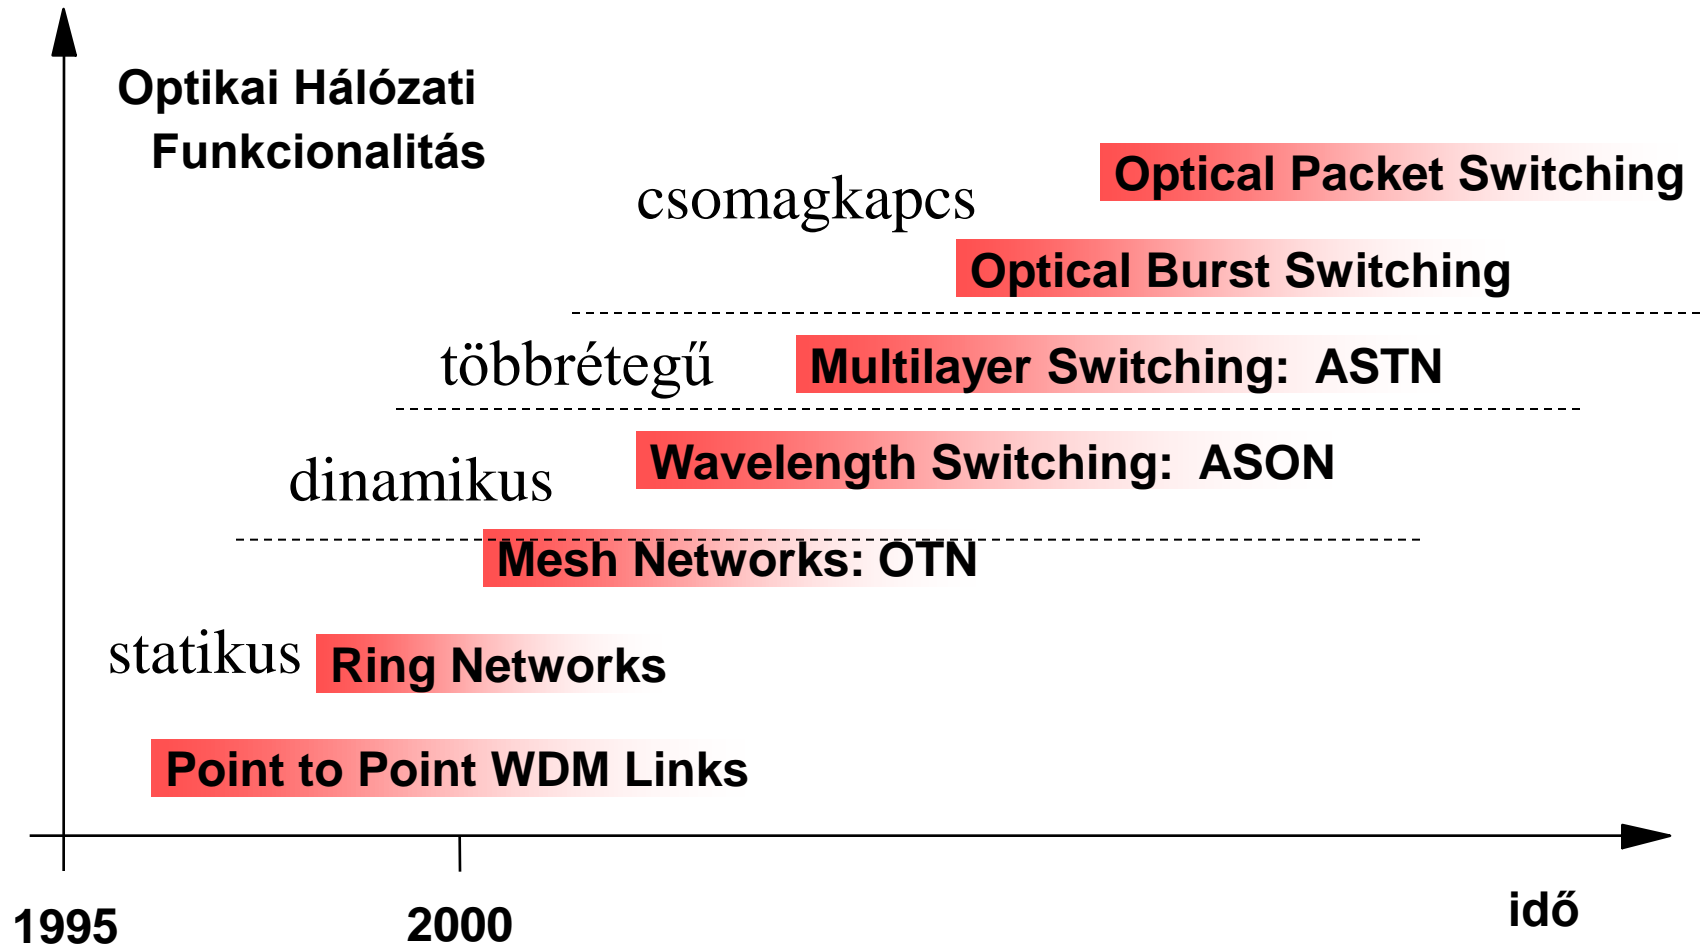 Optikai Hálózati
Funkcionalitás
Optical Packet Switching
csomagkapcs
Optical Burst Switching
többrétegű
Multilayer Switching: ASTN
Wavelength Switching: ASON
dinamikus
Mesh Networks: OTN
statikus
Ring Networks
Point to Point WDM Links
idő
1995
2000